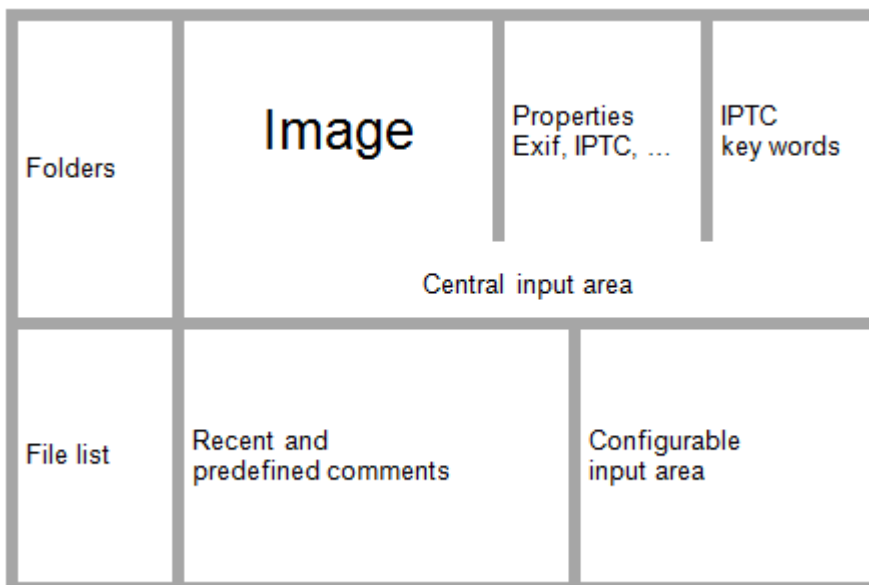 Folders
Image
Properties
Exif, IPTC, ...
IPTC
key words
Central input area
File list
Recent and
predefined comments
Configurable
input area